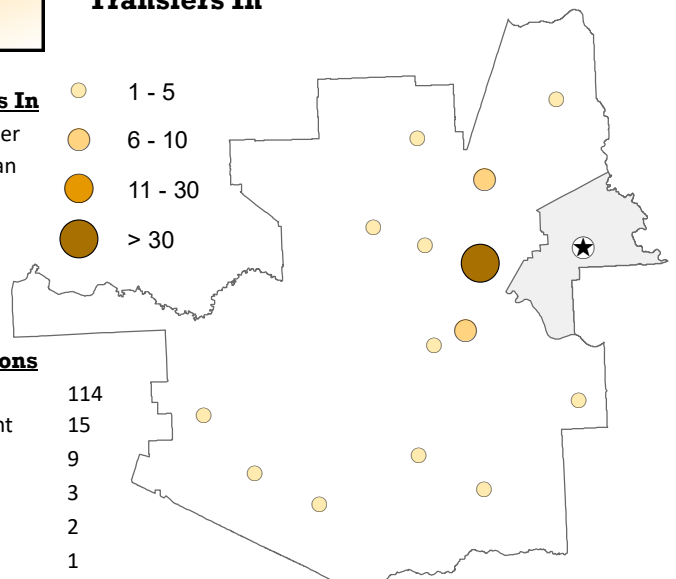 Transfers In
s In
er
an
1 - 5
6 - 10
11 - 30
> 30
ons
114
nt 15
9
3
2
1